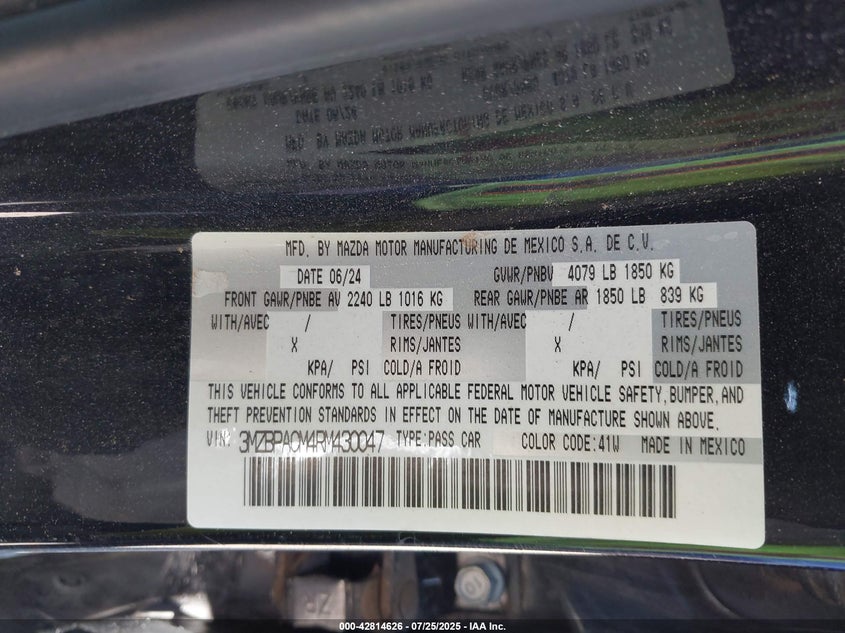 MFD. BY MAZDA MOTOR MANUFACTURING DE MEXICO S.A. DE C.V.
DATE 06/24 GVWR/PNBV 4079 LB 1850 KG
FRONT GAWR/PNBE AV 2240 LB 1016 KG REAR GAWR/PNBE AR 1850 LB 839 KG
WITH/AVEC / TIRES/PNEUS WITH/AVEC / TIRES/PNEUS
X RIMS/JANTES X RIMS/JANTES
KPA/ PSI COLD/A FROID KPA/ PSI COLD/A FROID
THIS VEHICLE CONFORMS TO ALL APPLICABLE FEDERAL MOTOR VEHICLE SAFETY, BUMPER, AND
THEFT PREVENTION STANDARDS IN EFFECT ON THE DATE OF MANUFACTURE SHOWN ABOVE.
VIN: 3MZBPACM4RM430047 TYPE:PASS CAR COLOR CODE:41W MADE IN MEXICO
000-42814626 - 07/25/2025 - IAA Inc.